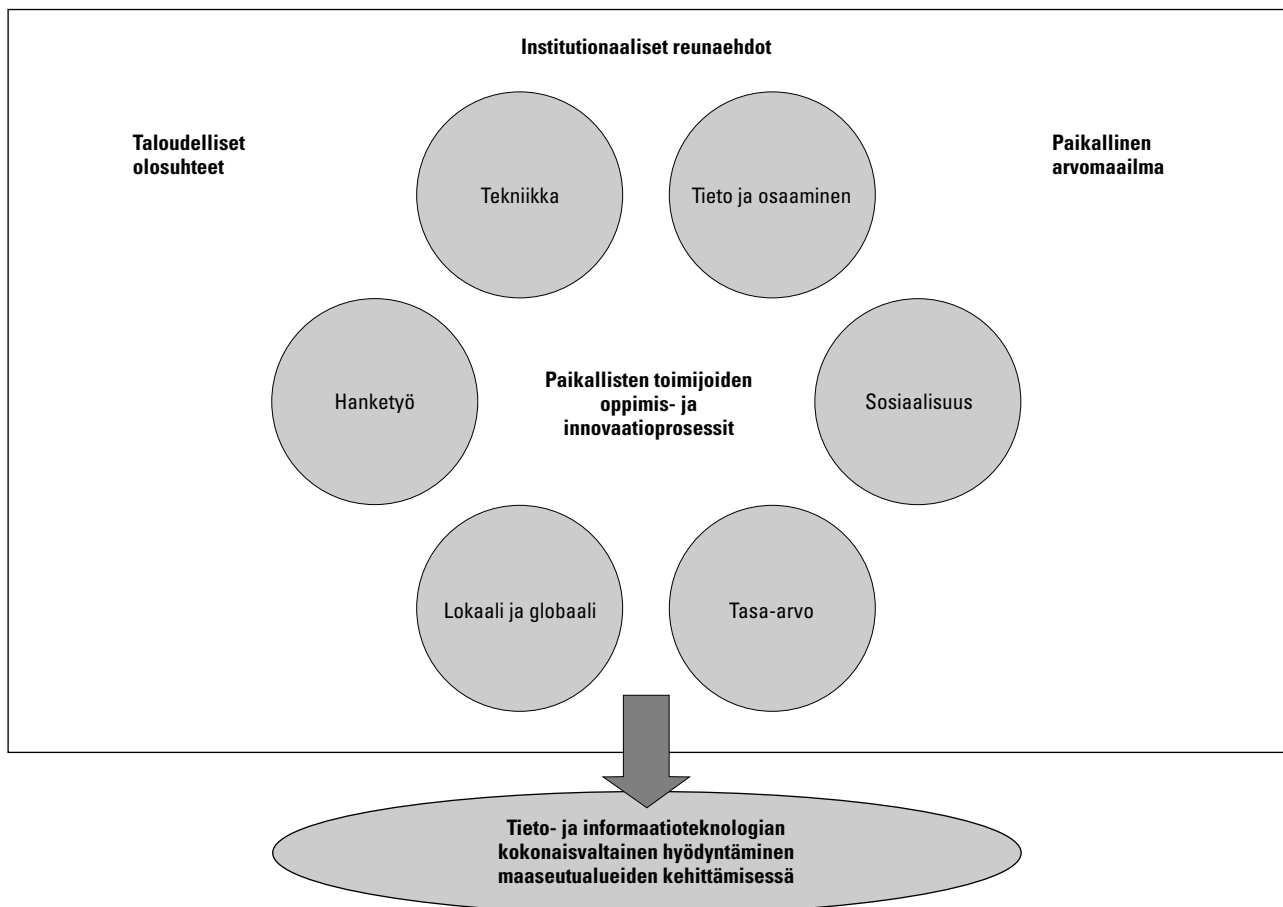 Institutionaaliset reunaehdot
Taloudelliset
olosuhteet
Paikallinen
arvomaailma
Tekniikka
Tieto ja osaaminen
Hanketyö
Paikallisten toimijoiden
oppimis- ja
innovaatioprosessit
Sosiaalisuus
Lokaali ja globaali
Tasa-arvo
Tieto- ja informaatioteknologian
kokonaisvaltainen hyödyntäminen
maaseutualueiden kehittämisessä